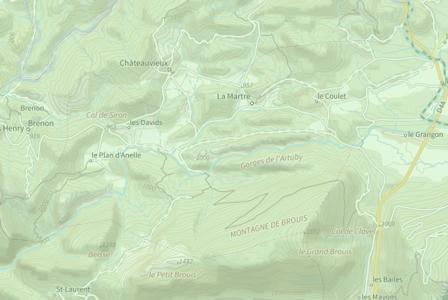 Châteauvieux
La Martre
le Coulet
Brenon
Col de Siron
les Davids
Henry
Brenon
le Grangon
le Plan d'Anelle
Gorges de l'Artuby
MONTAGNE DE BROUIS
Col de Clavel
le Grand Brouis
le Petit Brouis
les Bailes
St-Laurent
les Mayons